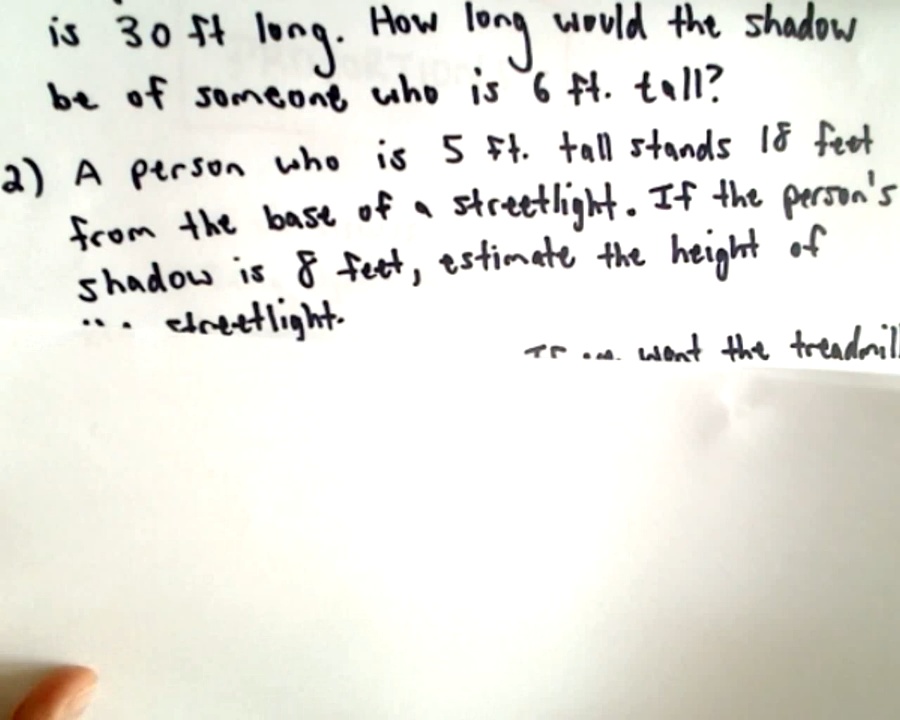 is 30 ft long. How long would the shadow
be of someone who is 6 ft. tall?
2) A person who is 5 ft. tall stands 18 feet
from the base of a streetlight. If the person's
shadow is 8 feet, estimate the height of
streetlight.
want the treadmill